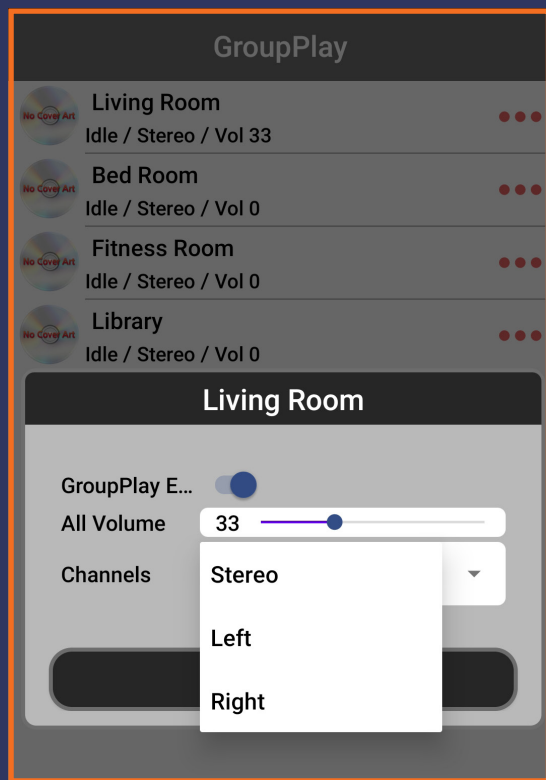 GroupPlay
No Cover Art
Living Room
Idle / Stereo / Vol 33
No Cover Art
Bed Room
Idle / Stereo / Vol 0
No Cover Art
Fitness Room
Idle / Stereo / Vol 0
No Cover Art
Library
Idle / Stereo / Vol 0
Living Room
GroupPlay E...
All Volume 33
Channels
Stereo
Left
Right